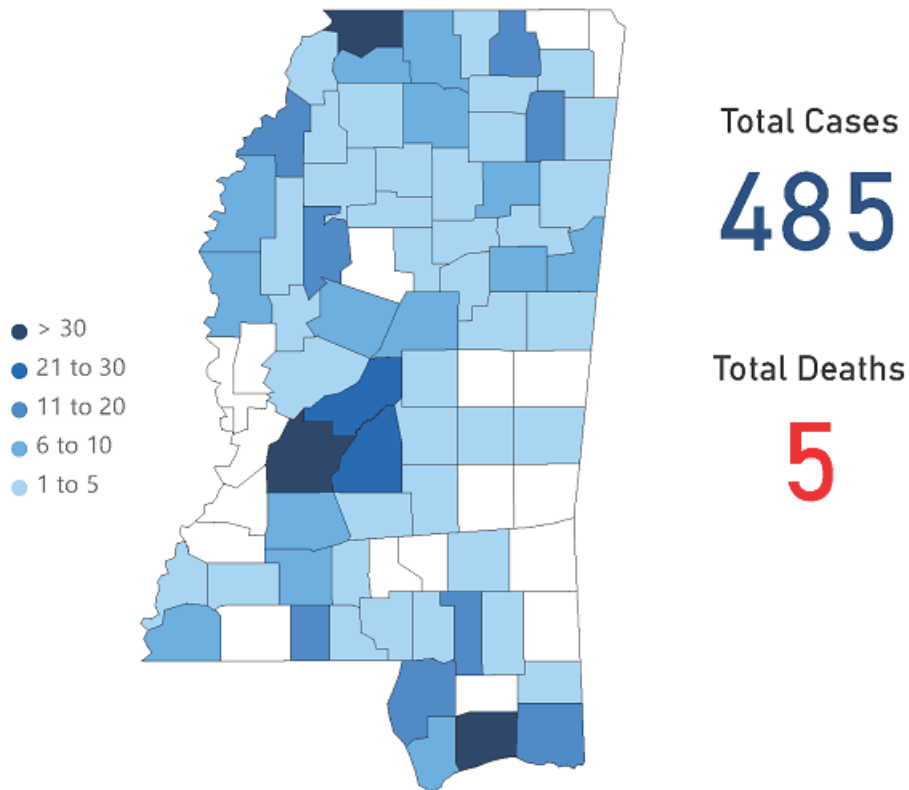 Total Cases
485
> 30
21 to 30
11 to 20
6 to 10
1 to 5
Total Deaths
5